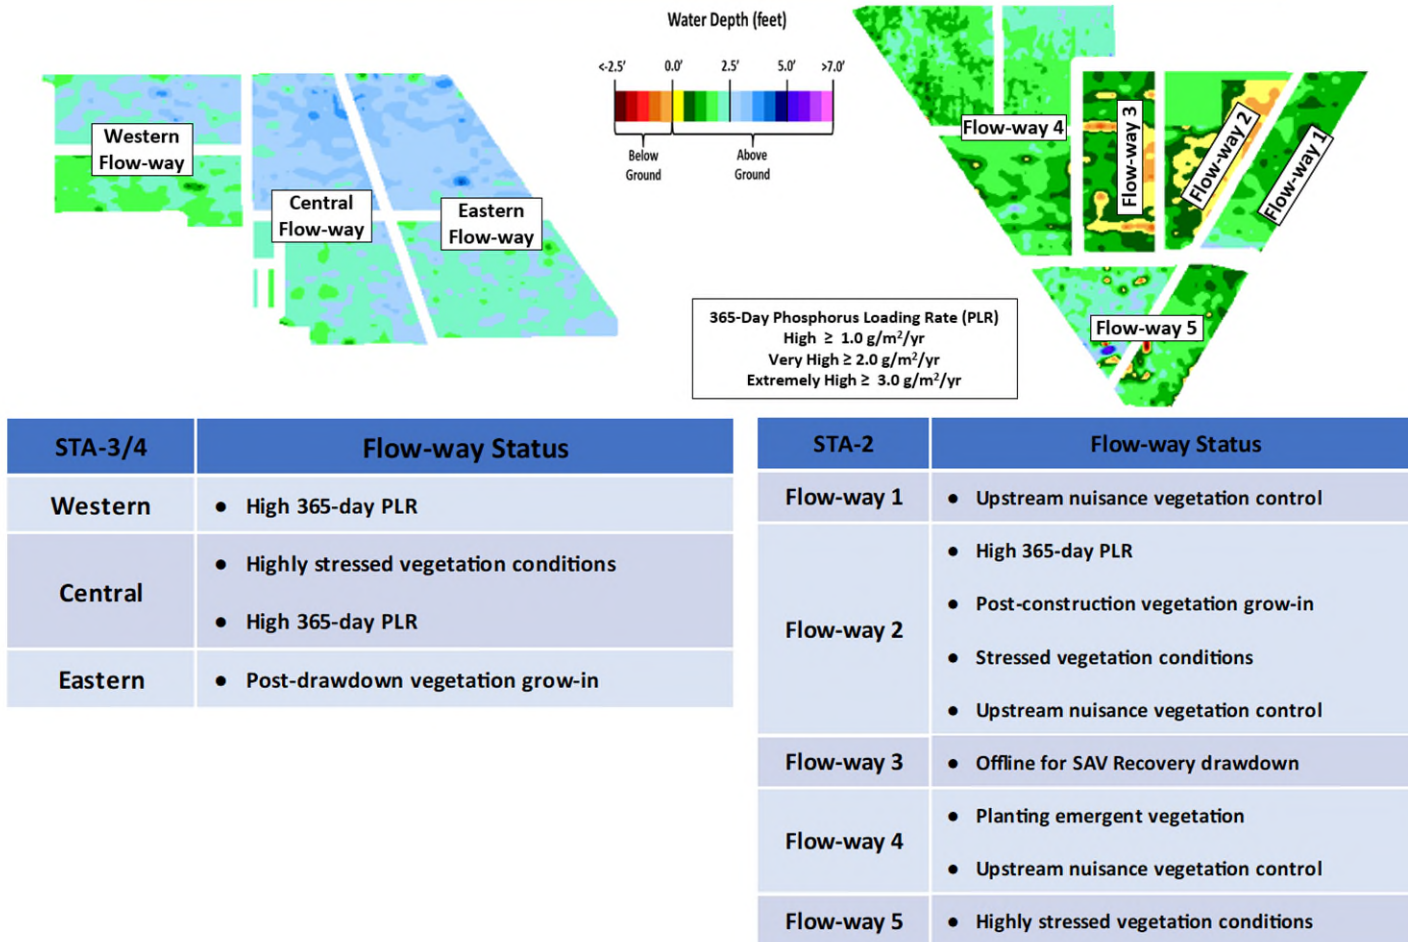 Water Depth (feet)
<-2.5' 0.0' 2.5' 5.0' >7.0'
Below
Ground
Above
Ground
Western
Flow-way
Central
Flow-way
Eastern
Flow-way
Flow-way 4
Flow-way 3
Flow-way 2
Flow-way 1
Flow-way 5
365-Day Phosphorus Loading Rate (PLR)
High ≥ 1.0 g/m²/yr
Very High ≥ 2.0 g/m²/yr
Extremely High ≥ 3.0 g/m²/yr
STA-3/4 Flow-way Status
Western ● High 365-day PLR
Central
● Highly stressed vegetation conditions
● High 365-day PLR
Eastern ● Post-drawdown vegetation grow-in
STA-2 Flow-way Status
Flow-way 1 ● Upstream nuisance vegetation control
Flow-way 2
● High 365-day PLR
● Post-construction vegetation grow-in
● Stressed vegetation conditions
● Upstream nuisance vegetation control
Flow-way 3 ● Offline for SAV Recovery drawdown
Flow-way 4
● Planting emergent vegetation
● Upstream nuisance vegetation control
Flow-way 5 ● Highly stressed vegetation conditions